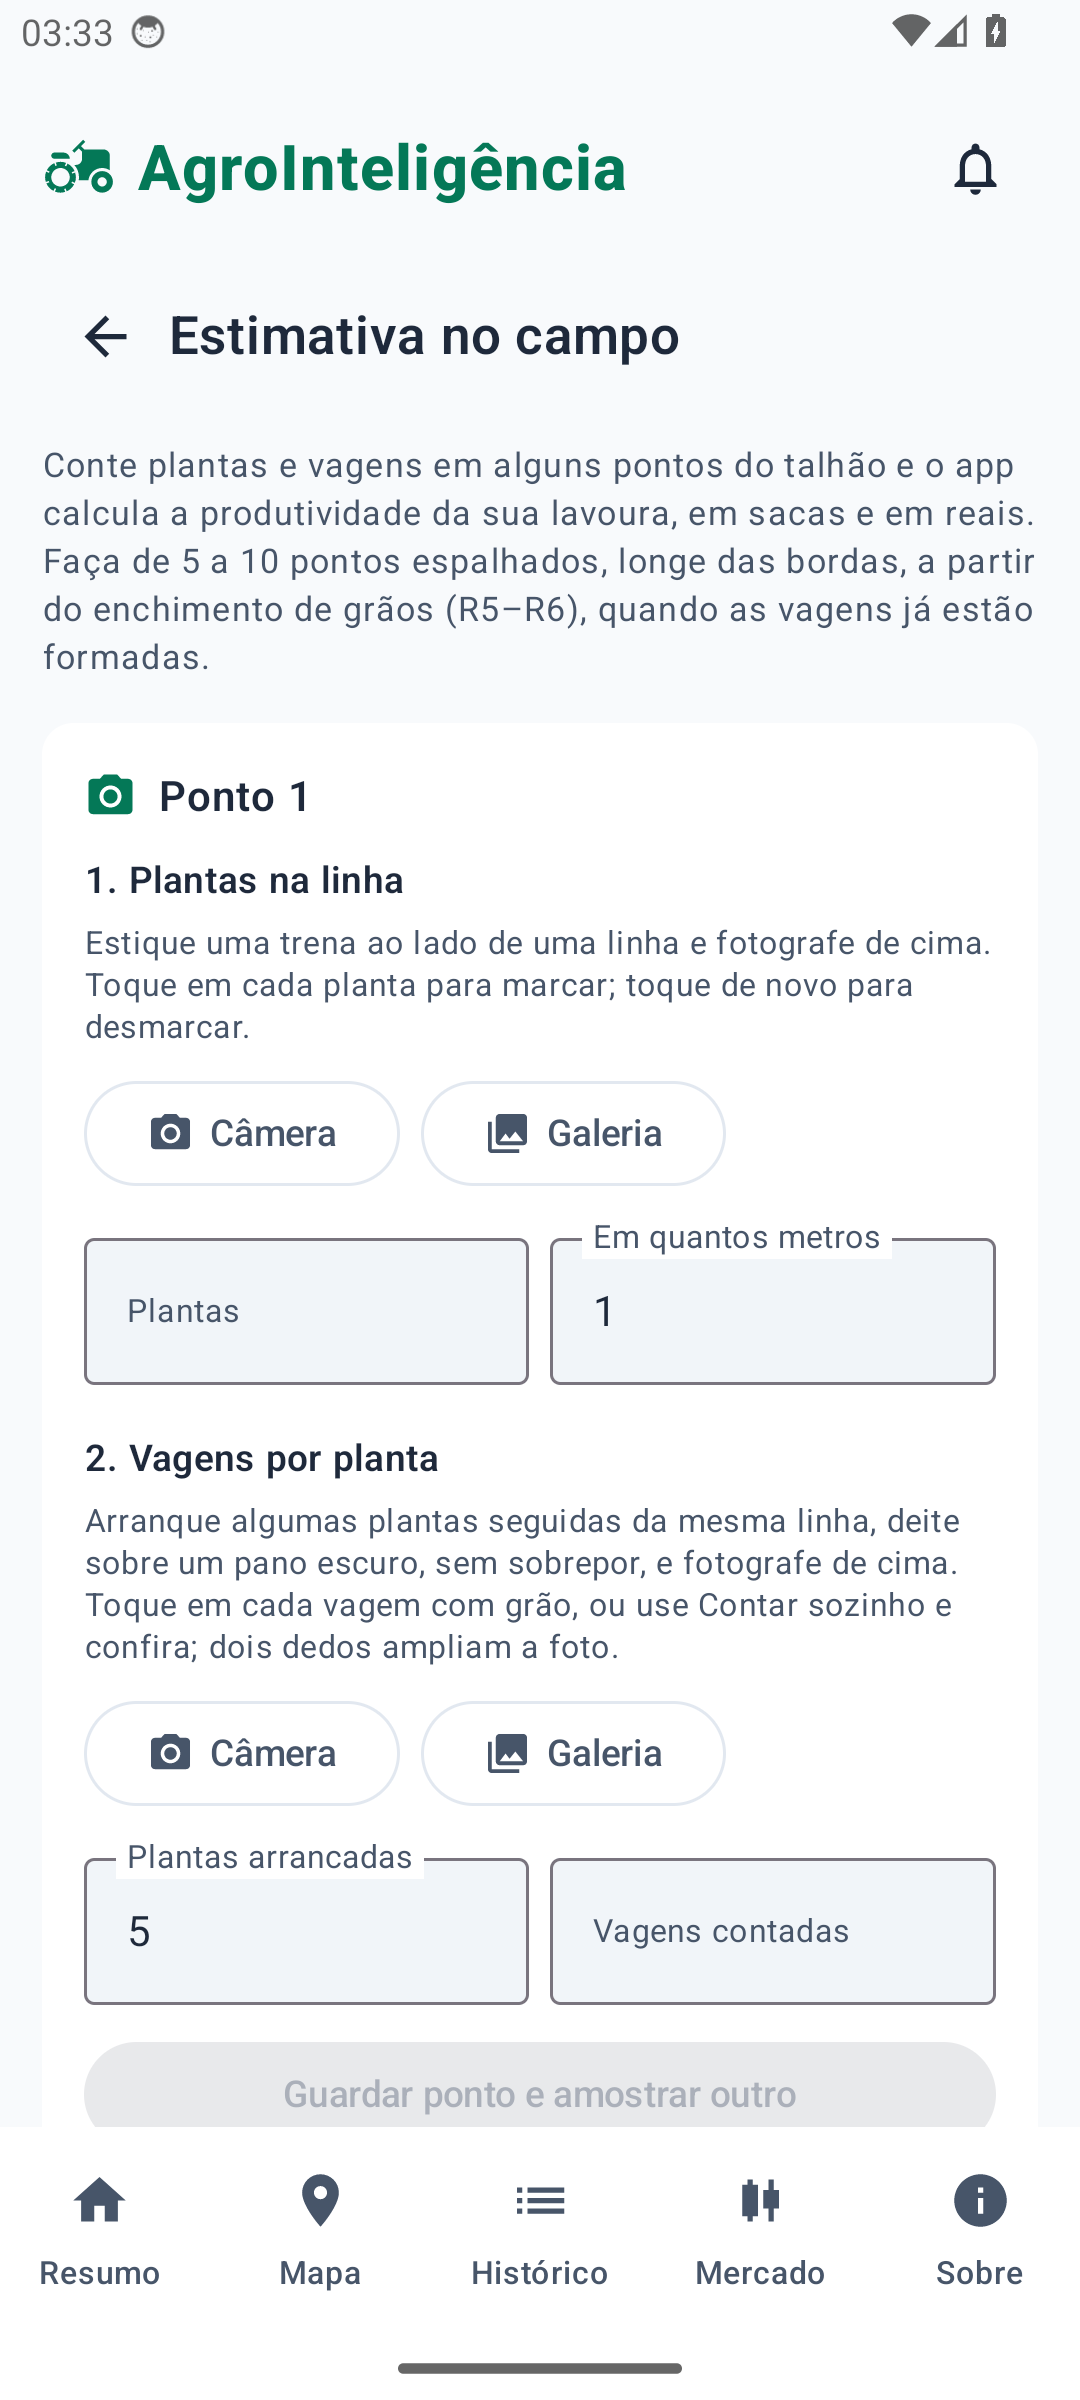 03:33
AgroInteligência
Estimativa no campo
Conte plantas e vagens em alguns pontos do talhão e o app
calcula a produtividade da sua lavoura, em sacas e em reais.
Faça de 5 a 10 pontos espalhados, longe das bordas, a partir
do enchimento de grãos (R5–R6), quando as vagens já estão
formadas.
Ponto 1
1. Plantas na linha
Estique uma trena ao lado de uma linha e fotografe de cima.
Toque em cada planta para marcar; toque de novo para
desmarcar.
Câmera Galeria
Plantas
Em quantos metros
1
2. Vagens por planta
Arranque algumas plantas seguidas da mesma linha, deite
sobre um pano escuro, sem sobrepor, e fotografe de cima.
Toque em cada vagem com grão, ou use Contar sozinho e
confira; dois dedos ampliam a foto.
Câmera Galeria
Plantas arrancadas
5
Vagens contadas
Guardar ponto e amostrar outro
Resumo Mapa Histórico Mercado Sobre